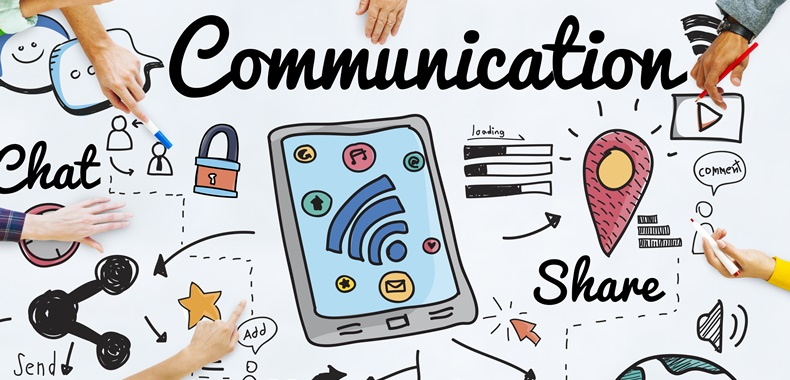 Communication
loading
Chat
comment
Share
Add
Send